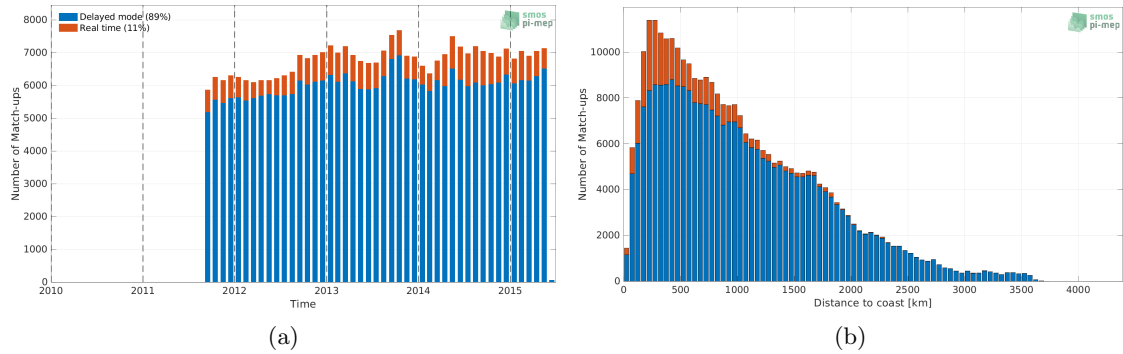 Delayed mode (89%)
Real time (11%)
smos
pi-mep
Number of Match-ups
8000
7000
6000
5000
4000
3000
2000
1000
0
2010 2011 2012 2013 2014 2015
Time
(a)
smos
pi-mep
Number of Match-ups
10000
8000
6000
4000
2000
0
0 500 1000 1500 2000 2500 3000 3500 4000
Distance to coast [km]
(b)